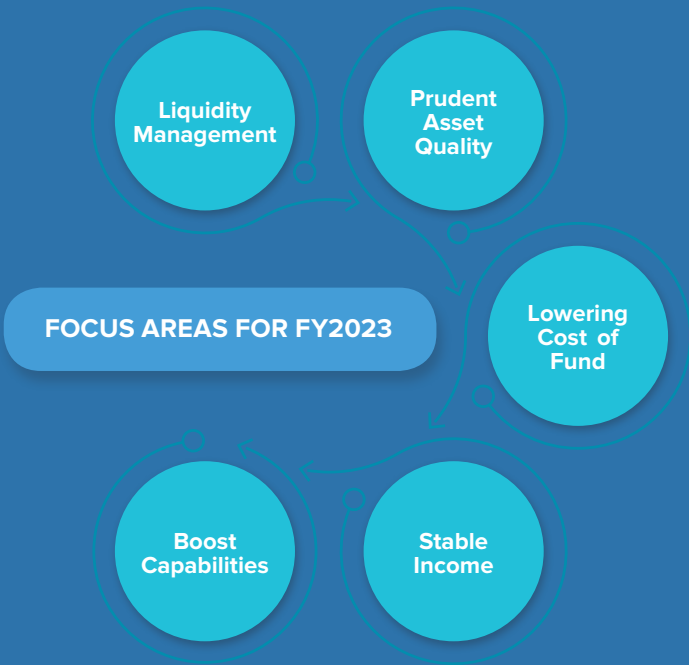 Liquidity
Management
Prudent
Asset
Quality
FOCUS AREAS FOR FY2023
Lowering
Cost of
Fund
Boost
Capabilities
Stable
Income